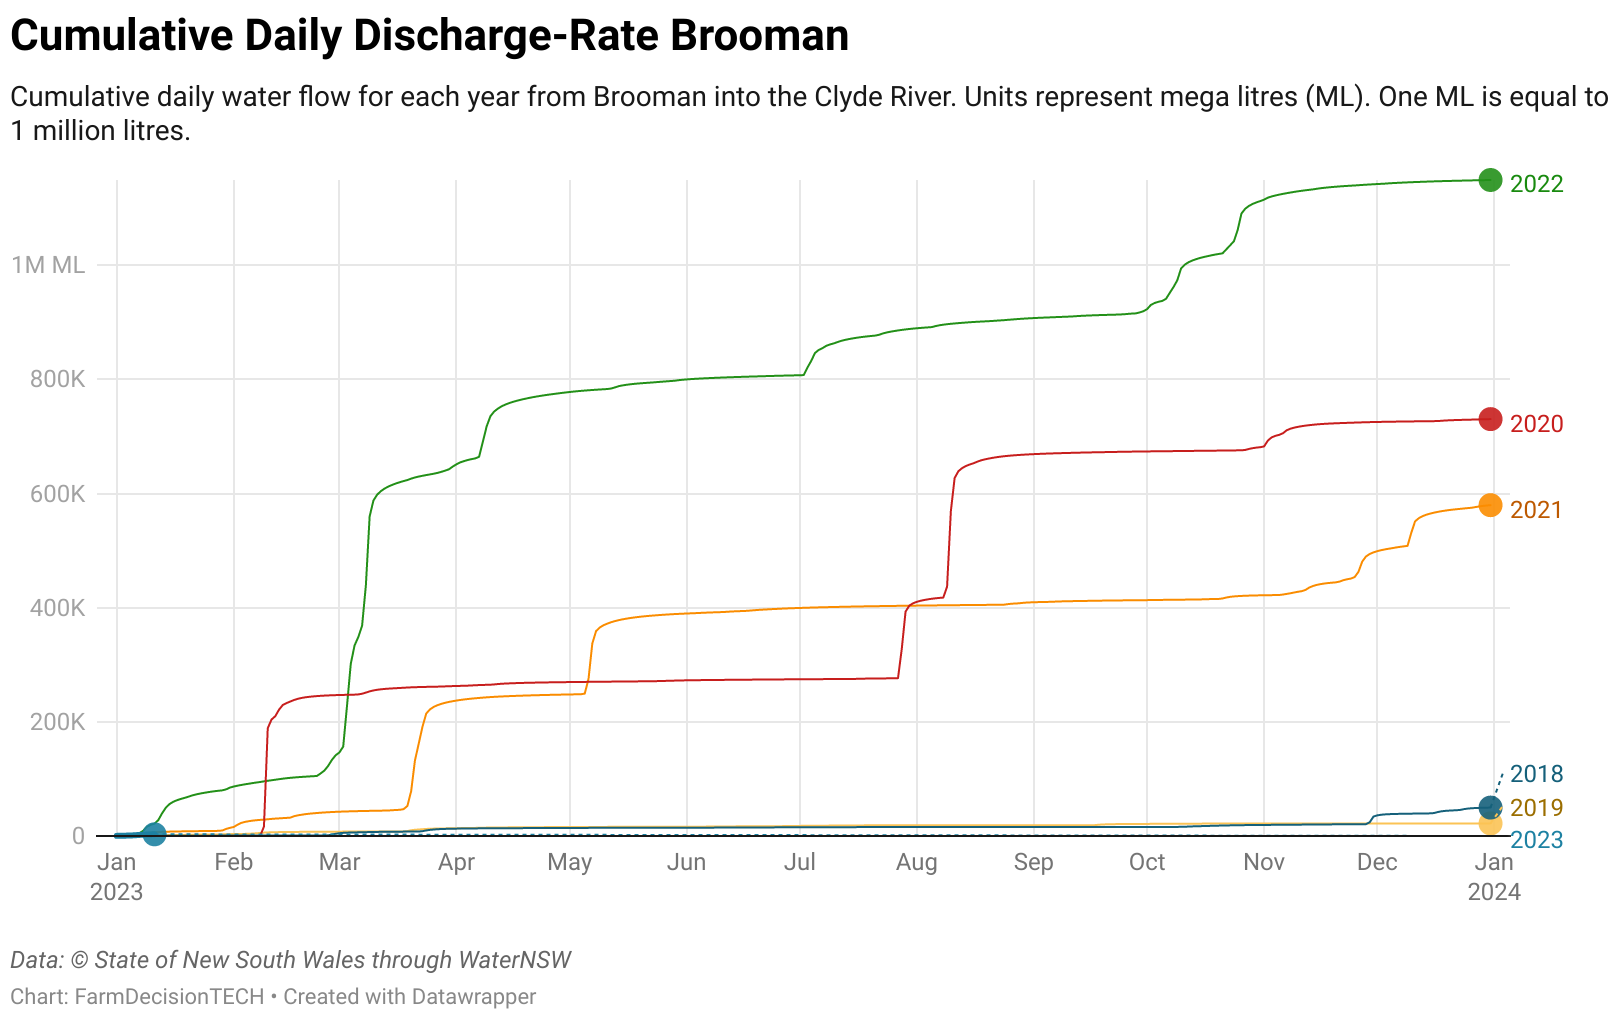 Cumulative Daily Discharge-Rate Brooman
Cumulative daily water flow for each year from Brooman into the Clyde River. Units represent mega litres (ML). One ML is equal to
1 million litres.
2022
1M ML
800K
2020
600K
2021
400K
200K
2018
2019
0
2023
Jan Feb Mar Apr May Jun Jul Aug Sep Oct Nov Dec Jan
2023 2024
Data: © State of New South Wales through WaterNSW
Chart: FarmDecisionTECH • Created with Datawrapper